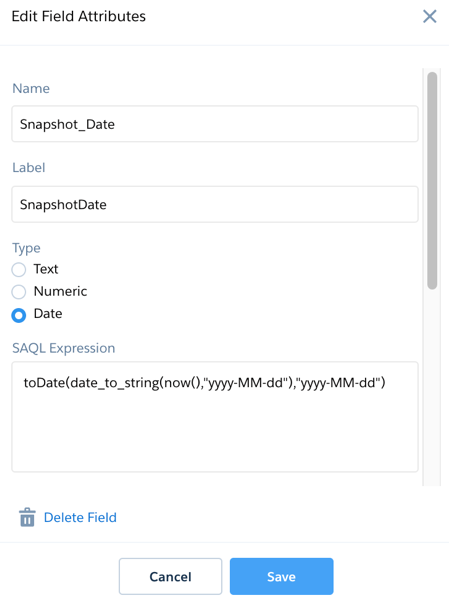 Edit Field Attributes
Name
Snapshot_Date
Label
SnapshotDate
Type
Text
Numeric
Date
SAQL Expression
toDate(date_to_string(now(),"yyyy-MM-dd"),"yyyy-MM-dd")
Delete Field
Cancel
Save